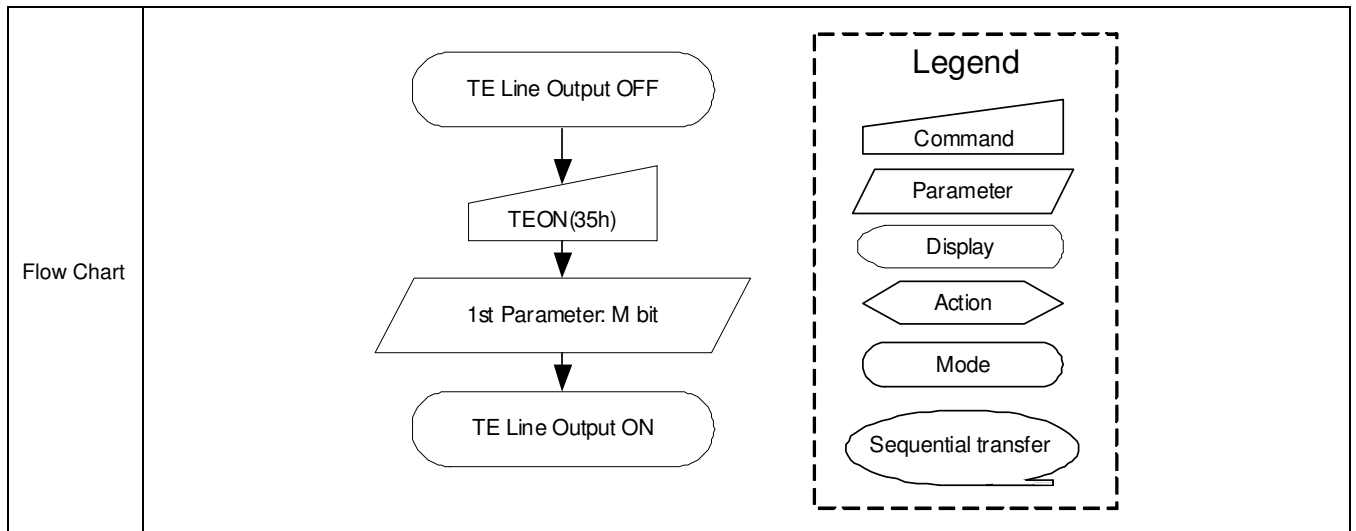 Flow Chart
TE Line Output OFF
TEON(35h)
1st Parameter: M bit
TE Line Output ON
Legend
Command
Parameter
Display
Action
Mode
Sequential transfer